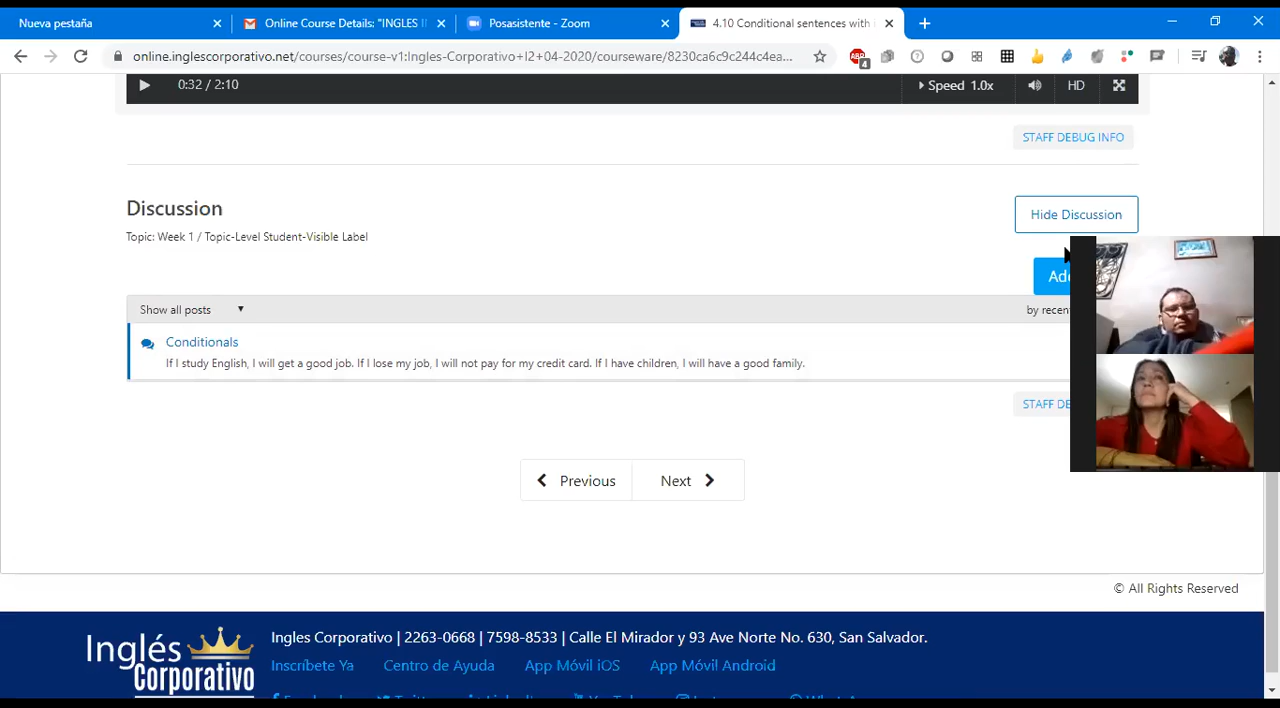 Nueva pestaña
Online Course Details: "INGLES I
Posasistente - Zoom
4.10 Conditional sentences with
online.inglescorporativo.net/courses/course-v1:Ingles-Corporativo+I2+04-2020/courseware/8230ca6c9c244c4ea...
4
0:32 / 2:10
Speed 1.0x
HD
STAFF DEBUG INFO
Discussion
Hide Discussion
Topic: Week 1 / Topic-Level Student-Visible Label
Show all posts
by recent
Conditionals
If I study English, I will get a good job. If I lose my job, I will not pay for my credit card. If I have children, I will have a good family.
STAFF DE
Previous
Next
© All Rights Reserved
Inglés Corporativo
Ingles Corporativo | 2263-0668 | 7598-8533 | Calle El Mirador y 93 Ave Norte No. 630, San Salvador.
Inscríbete Ya
Centro de Ayuda
App Móvil iOS
App Móvil Android